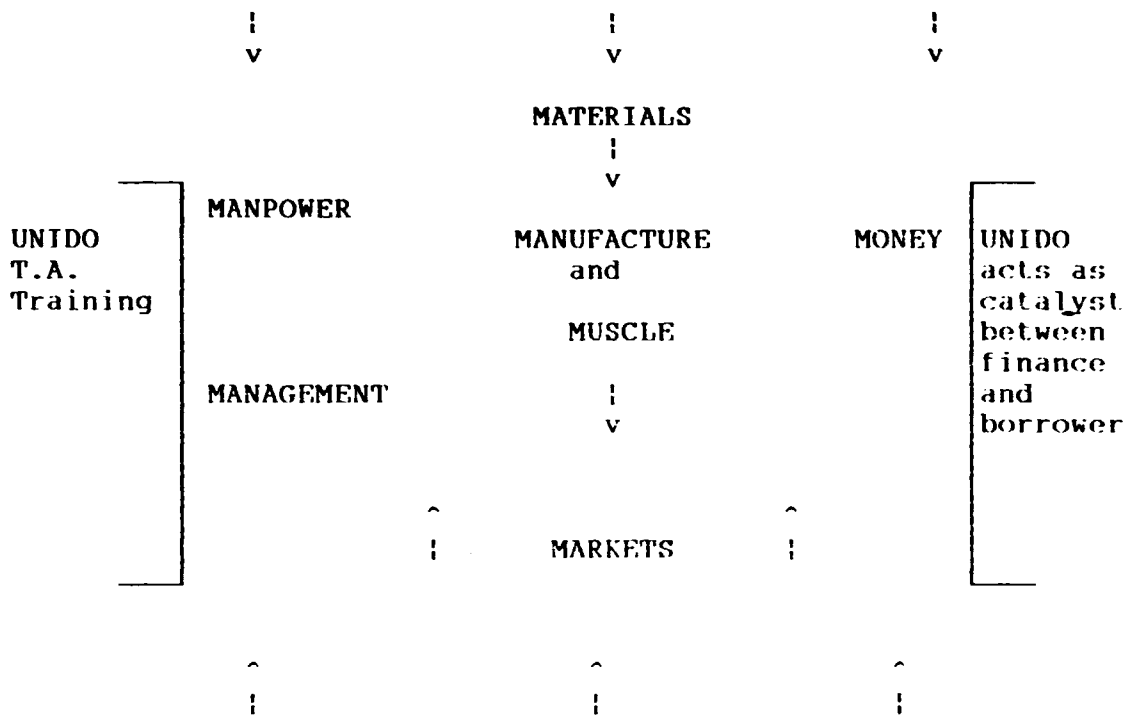 MATERIALS
MANPOWER
UNIDO
T.A.
Training
MANUFACTURE
and
MUSCLE
MONEY
UNIDO
acts as
catalyst
between
finance
and
borrower
MANAGEMENT
MARKETS